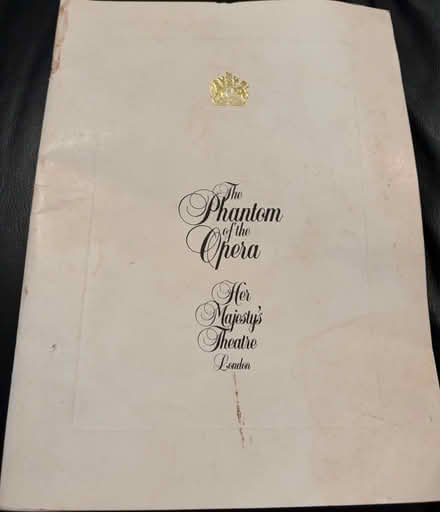 The
Phantom
of the
Opera
Her
Majesty's
Theatre
London